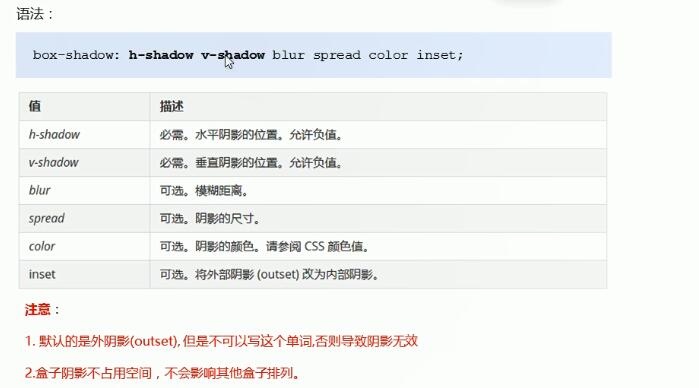 语法：
box-shadow: h-shadow v-shadow blur spread color inset;
值 描述
h-shadow 必需。水平阴影的位置。允许负值。
v-shadow 必需。垂直阴影的位置。允许负值。
blur 可选。模糊距离。
spread 可选。阴影的尺寸。
color 可选。阴影的颜色。请参阅 CSS 颜色值。
inset 可选。将外部阴影 (outset) 改为内部阴影。
注意：
1. 默认的是外阴影(outset), 但是不可以写这个单词,否则导致阴影无效
2.盒子阴影不占用空间，不会影响其他盒子排列。